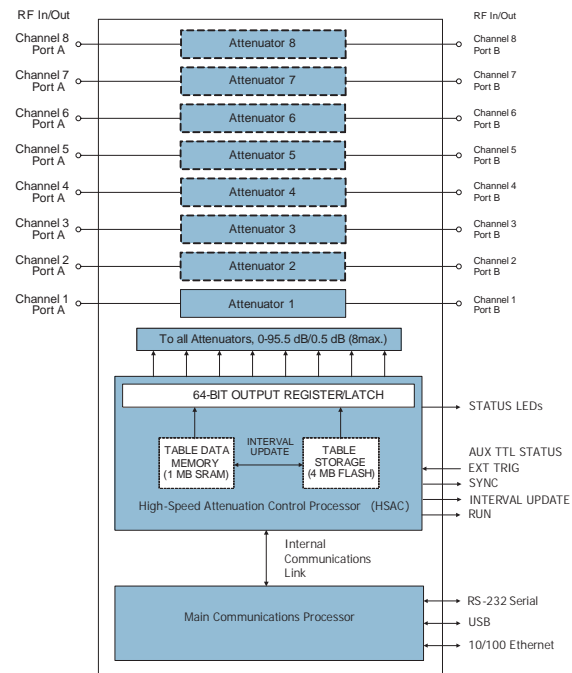 RF In/Out
RF In/Out
Channel 8
Port A
Attenuator 8
Channel 8
Port B
Channel 7
Port A
Attenuator 7
Channel 7
Port B
Channel 6
Port A
Attenuator 6
Channel 6
Port B
Channel 5
Port A
Attenuator 5
Channel 5
Port B
Channel 4
Port A
Attenuator 4
Channel 4
Port B
Channel 3
Port A
Attenuator 3
Channel 3
Port B
Channel 2
Port A
Attenuator 2
Channel 2
Port B
Channel 1
Port A
Attenuator 1
Channel 1
Port B
To all Attenuators, 0-95.5 dB/0.5 dB (8max.)
64-BIT OUTPUT REGISTER/LATCH
STATUS LEDs
TABLE DATA
MEMORY
(1 MB SRAM)
INTERVAL
UPDATE
TABLE
STORAGE
(4 MB FLASH)
High-Speed Attenuation Control Processor (HSAC)
AUX TTL STATUS
EXT TRIG
SYNC
INTERVAL UPDATE
RUN
Internal
Communications
Link
Main Communications Processor
RS-232 Serial
USB
10/100 Ethernet